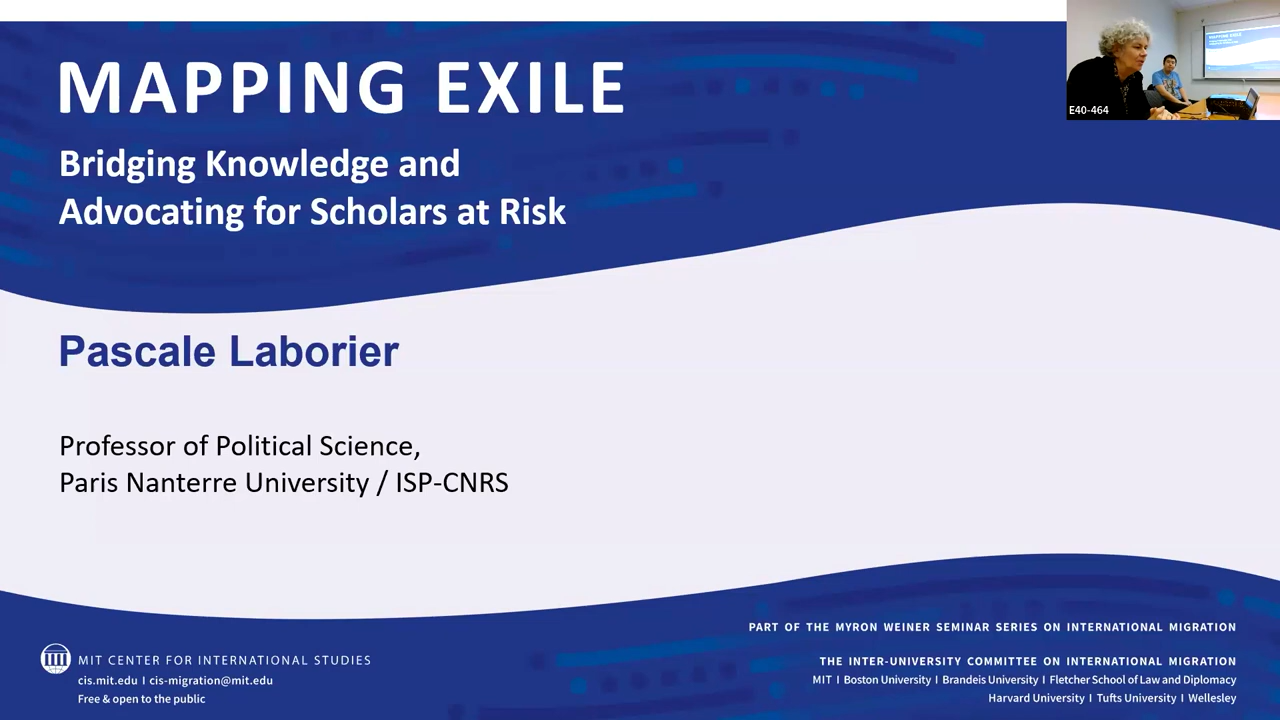 MAPPING EXILE
Bridging Knowledge and
Advocating for Scholars at Risk
E40-464
Pascale Laborier
Professor of Political Science,
Paris Nanterre University / ISP-CNRS
MIT CENTER FOR INTERNATIONAL STUDIES
cis.mit.edu I cis-migration@mit.edu
Free & open to the public
PART OF THE MYRON WEINER SEMINAR SERIES ON INTERNATIONAL MIGRATION
THE INTER-UNIVERSITY COMMITTEE ON INTERNATIONAL MIGRATION
MIT I Boston University I Brandeis University I Fletcher School of Law and Diplomacy
Harvard University I Tufts University I Wellesley